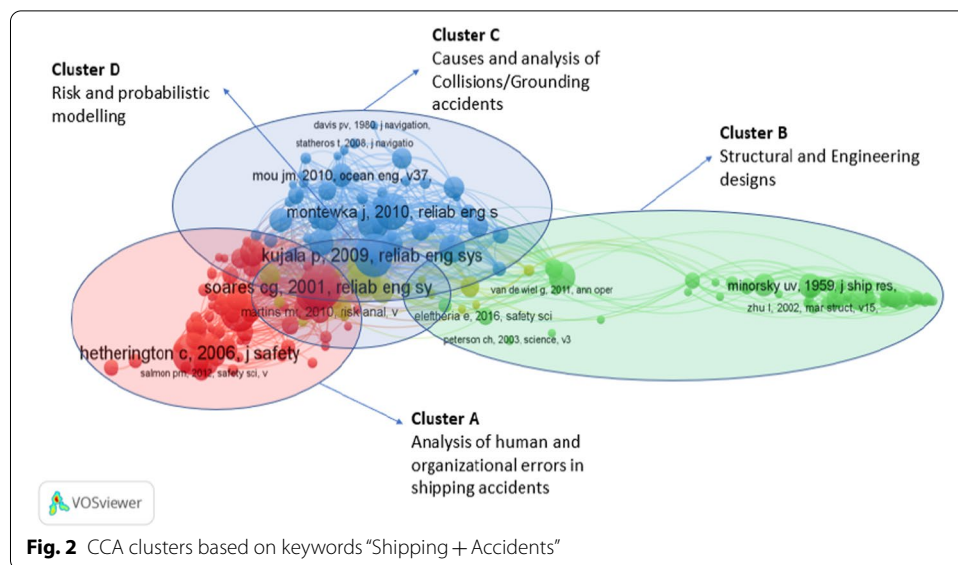 Cluster C
Causes and analysis of
Collisions/Grounding
accidents
Cluster D
Risk and probabilistic
modelling
Cluster B
Structural and Engineering
designs
davis pv, 1980, j navigation,
statheros t, 2008, j navigatio
mou jm, 2010, ocean eng, v37,
montewka j, 2010, reliab eng s
kujala p, 2009, reliab eng sys
soares cg, 2001, reliab eng sy
van de wiel g, 2011, ann oper
minorsky uv, 1959, j ship res,
zhu l, 2002, mar struct, v15,
martins mr, 2010, risk anal, v
eleftheria e, 2016, safety sci
peterson ch, 2003, science, v3
hetherington c, 2006, j safety
salmon pm, 2012, safety sci, v
Cluster A
Analysis of human and
organizational errors in
shipping accidents
VOSviewer
Fig. 2 CCA clusters based on keywords “Shipping + Accidents”